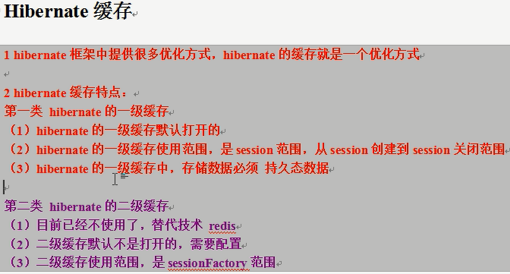 Hibernate 缓存
1 hibernate 框架中提供很多优化方式，hibernate 的缓存就是一个优化方式
2 hibernate 缓存特点：
第一类 hibernate 的一级缓存
（1）hibernate 的一级缓存默认打开的
（2）hibernate 的一级缓存使用范围，是 session 范围，从 session 创建到 session 关闭范围
（3）hibernate 的一级缓存中，存储数据必须 持久态数据
第二类 hibernate 的二级缓存
（1）目前已经不使用了，替代技术 redis
（2）二级缓存默认不是打开的，需要配置
（3）二级缓存使用范围，是 sessionFactory 范围